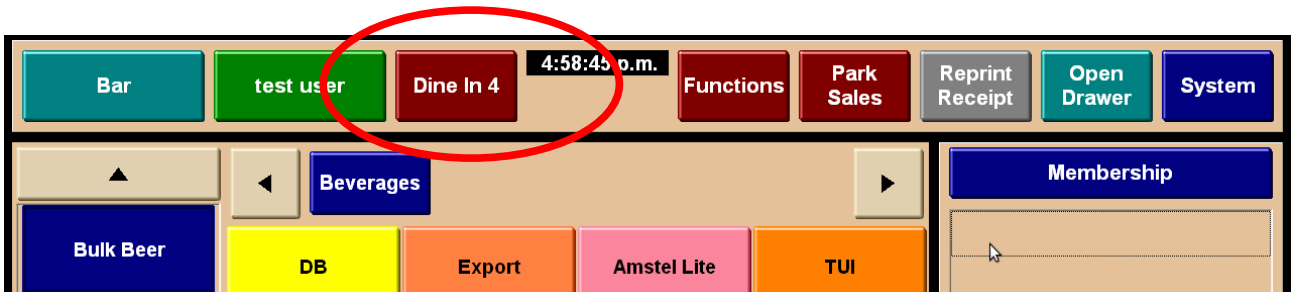 Bar
test user
Dine In 4
4:58:45 p.m.
Functions
Park
Sales
Reprint
Receipt
Open
Drawer
System
Beverages
Membership
Bulk Beer
DB
Export
Amstel Lite
TUI